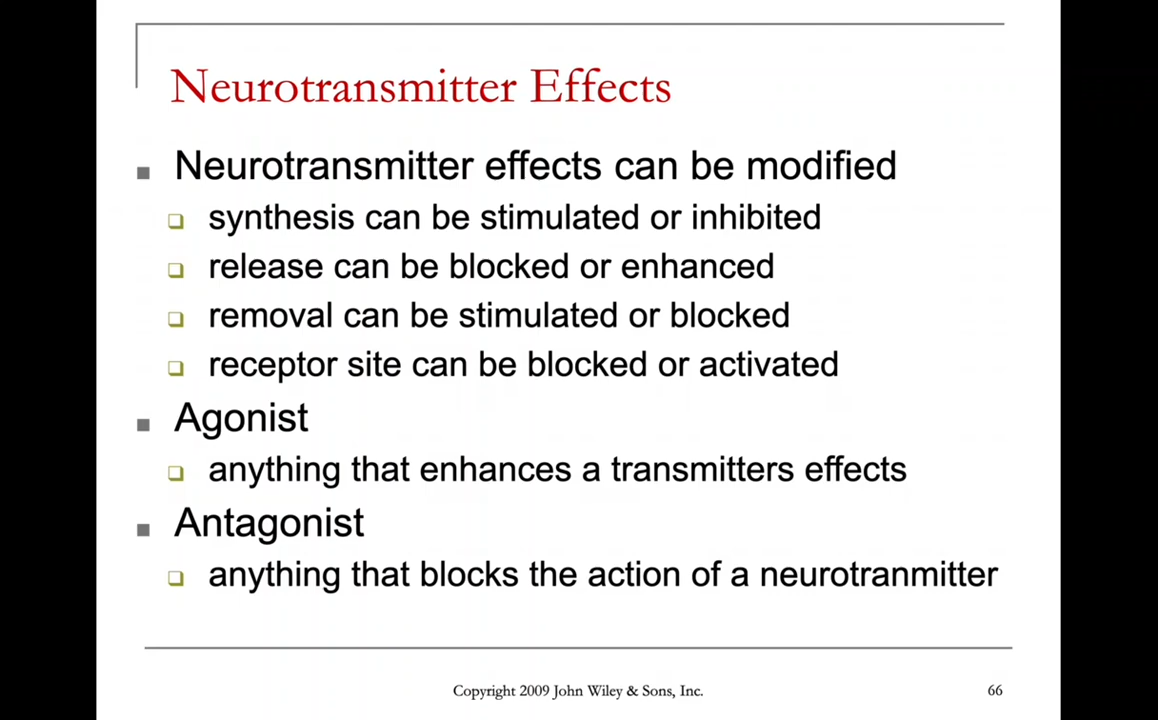 Neurotransmitter Effects
Neurotransmitter effects can be modified
synthesis can be stimulated or inhibited
release can be blocked or enhanced
removal can be stimulated or blocked
receptor site can be blocked or activated
Agonist
anything that enhances a transmitters effects
Antagonist
anything that blocks the action of a neurotranmitter
Copyright 2009 John Wiley & Sons, Inc.
66